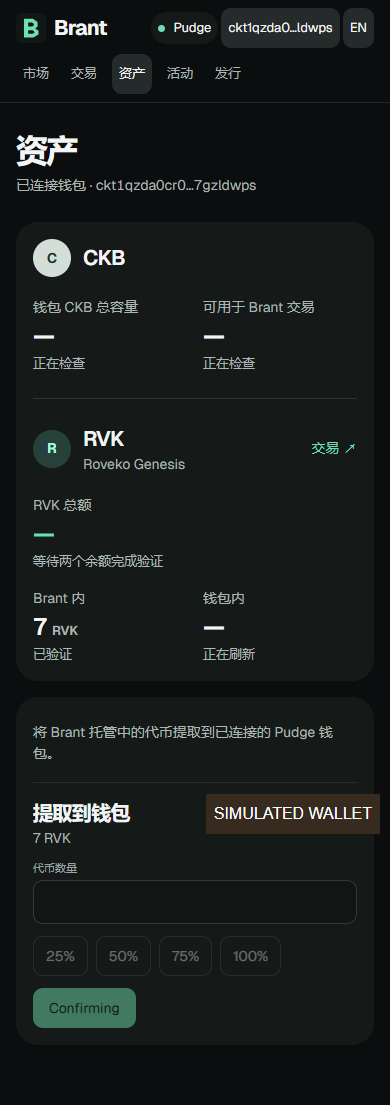 Brant
Pudge
ckt1qzda0…ldwps
EN
市场
交易
资产
活动
发行
资产
已连接钱包 · ckt1qzda0cr0…7gzldwps
C
CKB
钱包 CKB 总容量
可用于 Brant 交易
—
—
正在检查
正在检查
R
RVK
Roveko Genesis
交易 ↗
RVK 总额
—
等待两个余额完成验证
Brant 内
钱包内
7 RVK
—
已验证
正在刷新
将 Brant 托管中的代币提取到已连接的 Pudge 钱
包。
提取到钱包
SIMULATED WALLET
7 RVK
代币数量
25%
50%
75%
100%
Confirming